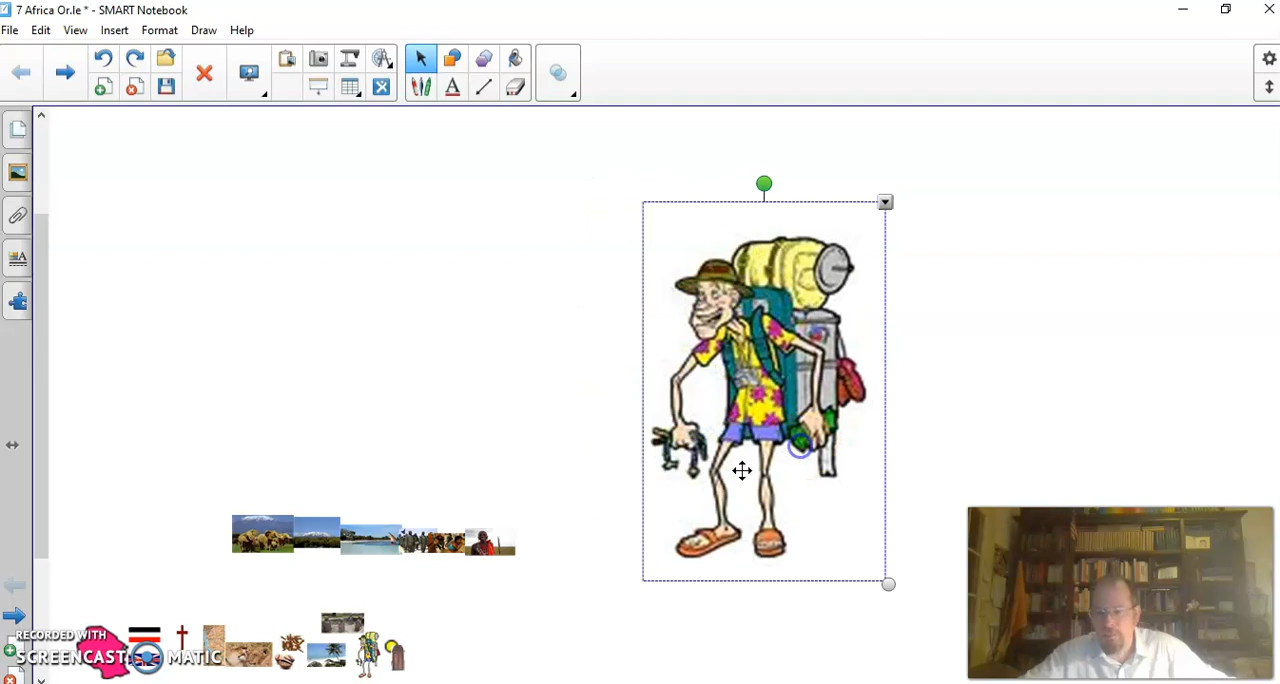 7 Africa Or.le * - SMART Notebook
File Edit View Insert Format Draw Help
RECORDED WITH
SCREENCAST MATIC